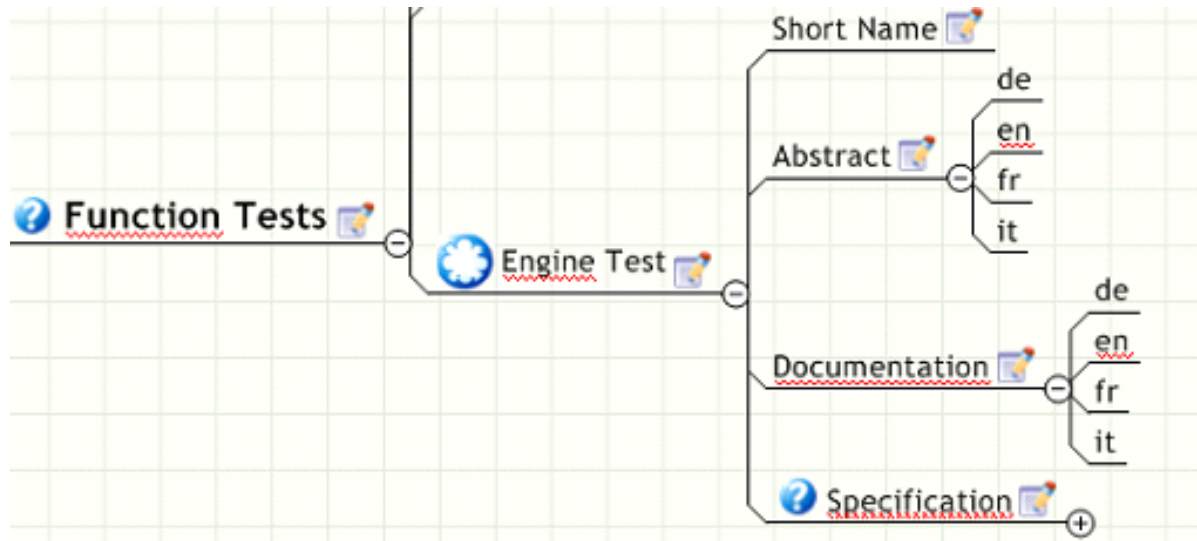 Function Tests
Engine Test
Short Name
Abstract
de
en
fr
it
Documentation
de
en
fr
it
Specification